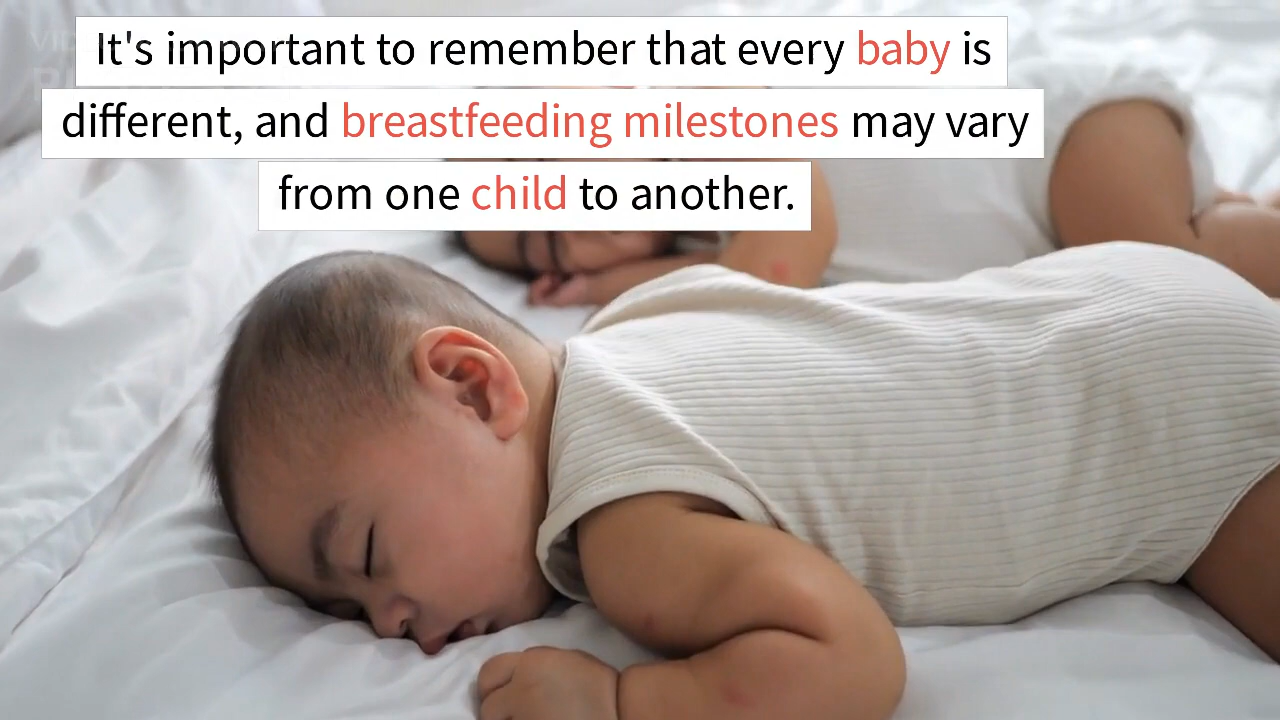 It's important to remember that every baby is
different, and breastfeeding milestones may vary
from one child to another.